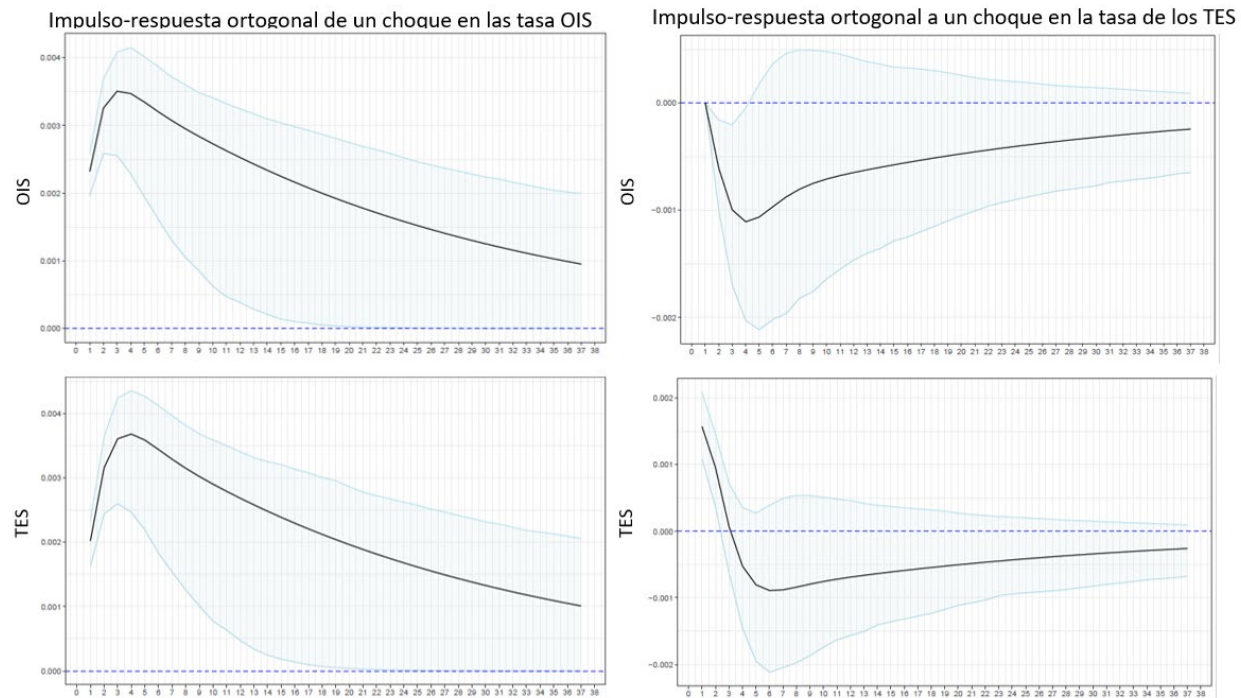 Impulso-respuesta ortogonal de un choque en las tasa OIS
Impulso-respuesta ortogonal a un choque en la tasa de los TES
OIS
0.004
0.003
0.002
0.001
0.000
0 1 2 3 4 5 6 7 8 9 10 11 12 13 14 15 16 17 18 19 20 21 22 23 24 25 26 27 28 29 30 31 32 33 34 35 36 37 38
OIS
0.000
−0.001
−0.002
0 1 2 3 4 5 6 7 8 9 10 11 12 13 14 15 16 17 18 19 20 21 22 23 24 25 26 27 28 29 30 31 32 33 34 35 36 37 38
TES
0.004
0.003
0.002
0.001
0.000
0 1 2 3 4 5 6 7 8 9 10 11 12 13 14 15 16 17 18 19 20 21 22 23 24 25 26 27 28 29 30 31 32 33 34 35 36 37 38
TES
0.002
0.001
0.000
−0.001
−0.002
0 1 2 3 4 5 6 7 8 9 10 11 12 13 14 15 16 17 18 19 20 21 22 23 24 25 26 27 28 29 30 31 32 33 34 35 36 37 38